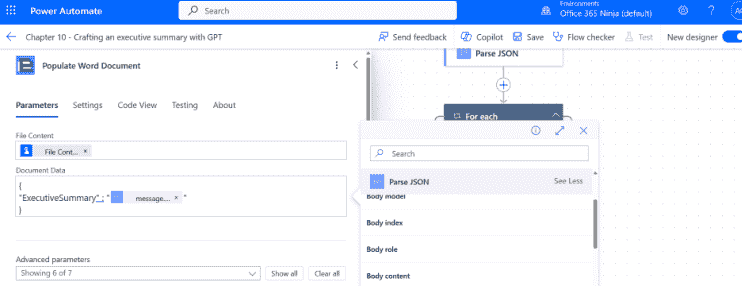 Power Automate
Search
Environments
Office 365 Ninja (default)
Chapter 10 - Crafting an executive summary with GPT
Send feedback
Copilot
Save
Flow checker
Test
New designer
Populate Word Document
Parse JSON
For each
Parameters
Settings
Code View
Testing
About
File Content
File Cont... ×
Document Data
{
"ExecutiveSummary" : " message.... × "
}
Search
Parse JSON
See Less
Body model
Body index
Body role
Body content
Advanced parameters
Showing 6 of 7
Show all
Clear all